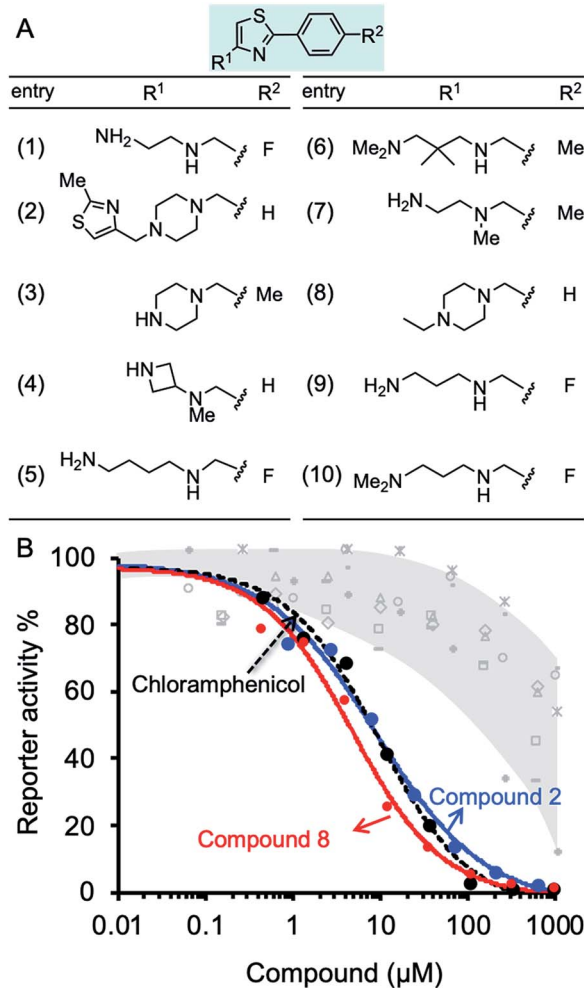 A
S
N
R¹
R²
entry R¹ R² entry R¹ R²
(1) NH₂ N H F (6) Me₂N N H Me
(2) Me N S N N H (7) H₂N N Me Me
(3) HN N Me (8) N N H
(4) HN N Me H (9) H₂N N H F
(5) H₂N N H F (10) Me₂N N H F
B
Reporter activity %
100
80
60
40
20
0
Chloramphenicol
Compound 2
Compound 8
0.01 0.1 1 10 100 1000
Compound (µM)